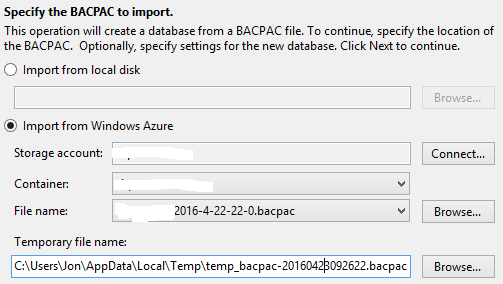 Specify the BACPAC to import.
This operation will create a database from a BACPAC file. To continue, specify the location
of the BACPAC.  Optionally, specify settings for the new database. Click Next to continue.
Import from local disk
Browse...
Import from Windows Azure
Storage account:
Connect...
Container:
File name:
2016-4-22-22-0.bacpac
Browse...
Temporary file name:
C:\Users\Jon\AppData\Local\Temp\temp_bacpac-20160423092622.bacpac
Browse...